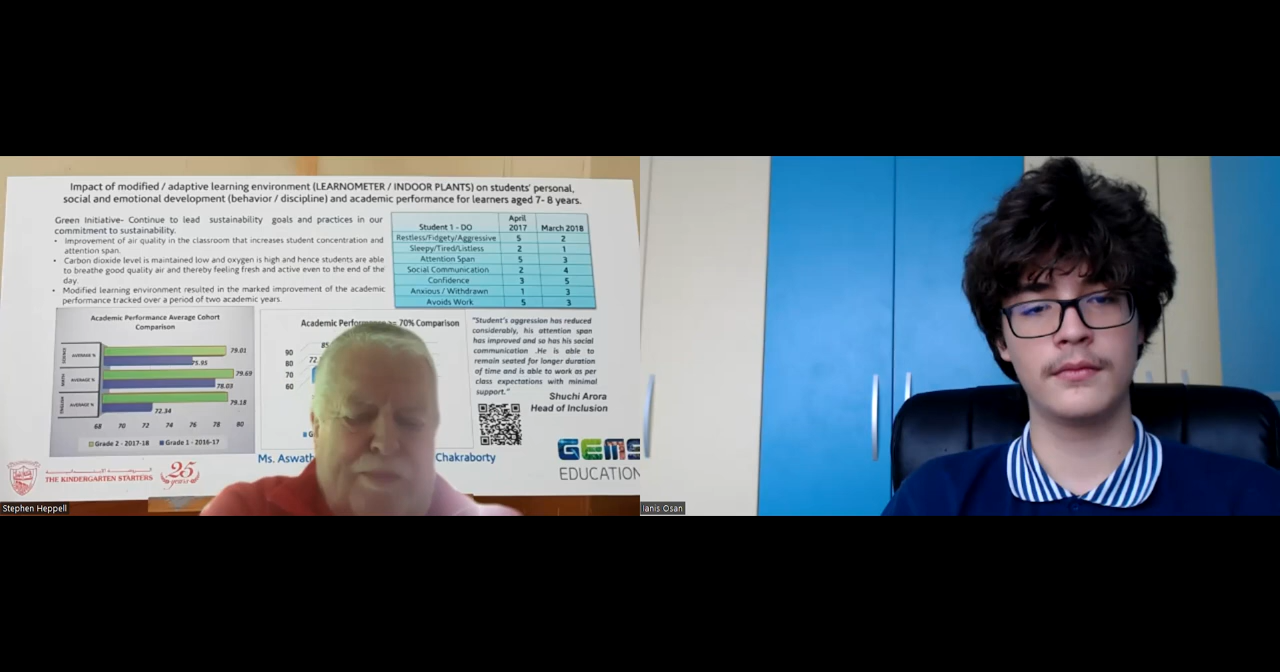 Impact of modified / adaptive learning environment (LEARNOMETER / INDOOR PLANTS) on students' personal,
social and emotional development (behavior / discipline) and academic performance for learners aged 7- 8 years.
Green Initiative- Continue to lead sustainability goals and practices in our
commitment to sustainability.
• Improvement of air quality in the classroom that increases student concentration and
attention span.
• Carbon dioxide level is maintained low and oxygen is high and hence students are able
to breathe good quality air and thereby feeling fresh and active even to the end of the
day.
• Modified learning environment resulted in the marked improvement of the academic
performance tracked over a period of two academic years.
Student 1 - DO April 2017 March 2018
Restless/Fidgety/Aggressive 5 2
Sleepy/Tired/Listless 2 1
Attention Span 5 3
Social Communication 2 4
Confidence 3 5
Anxious / Withdrawn 1 3
Avoids Work 5 3
Academic Performance Average Cohort
Comparison
SCIENCE AVERAGE % 79.01
75.95
MATH AVERAGE % 79.69
78.03
ENGLISH AVERAGE % 79.18
72.34
68 70 72 74 76 78 80
Grade 2 - 2017-18 Grade 1 - 2016-17
70% Comparison
90
80
70
60
"Student's aggression has reduced
considerably, his attention span
has improved and so has his social
communication .He is able to
remain seated for longer duration
of time and is able to work as per
class expectations with minimal
support."
Shuchi Arora
Head of Inclusion
THE KINDERGARTEN STARTERS
25
years
Ms. Aswath
Chakraborty
GEMS
EDUCATION
Stephen Heppell
Ianis Osan